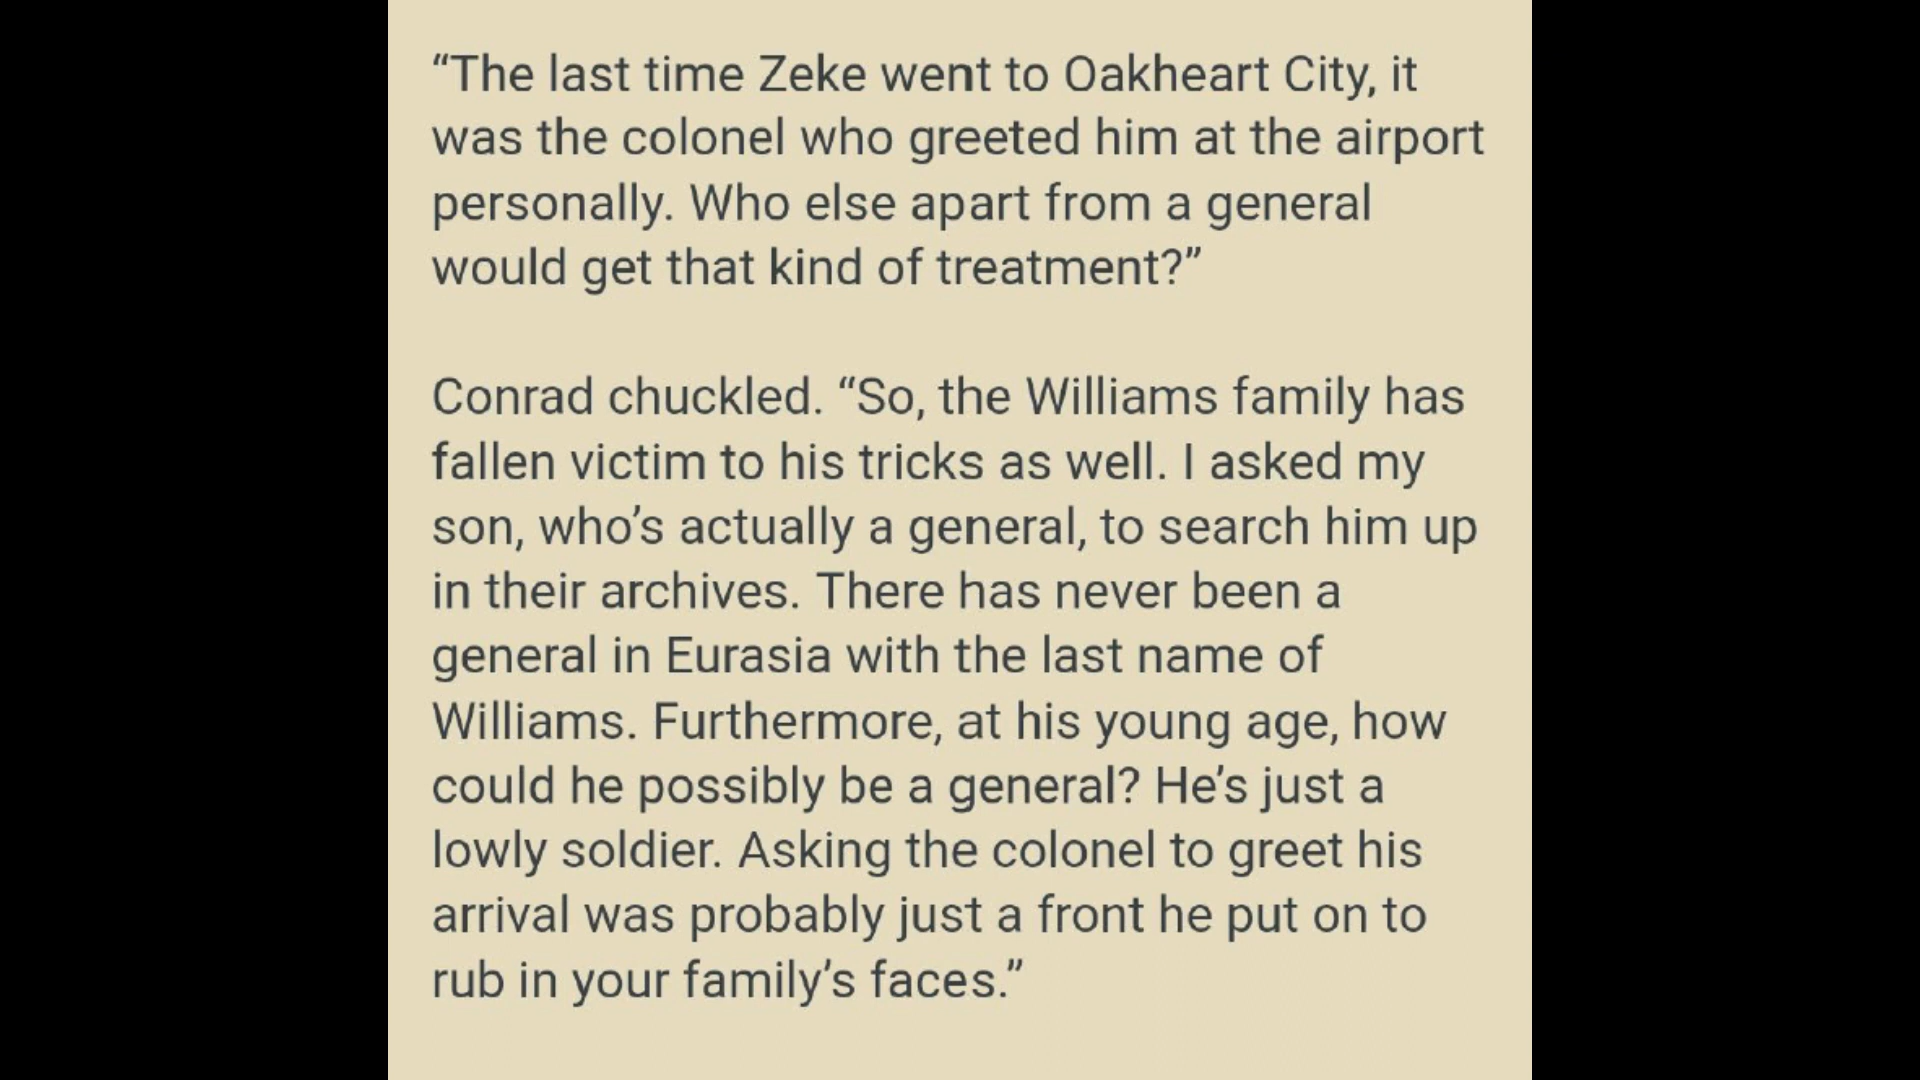 “The last time Zeke went to Oakheart City, it
was the colonel who greeted him at the airport
personally. Who else apart from a general
would get that kind of treatment?”
Conrad chuckled. “So, the Williams family has
fallen victim to his tricks as well. I asked my
son, who’s actually a general, to search him up
in their archives. There has never been a
general in Eurasia with the last name of
Williams. Furthermore, at his young age, how
could he possibly be a general? He’s just a
lowly soldier. Asking the colonel to greet his
arrival was probably just a front he put on to
rub in your family’s faces.”